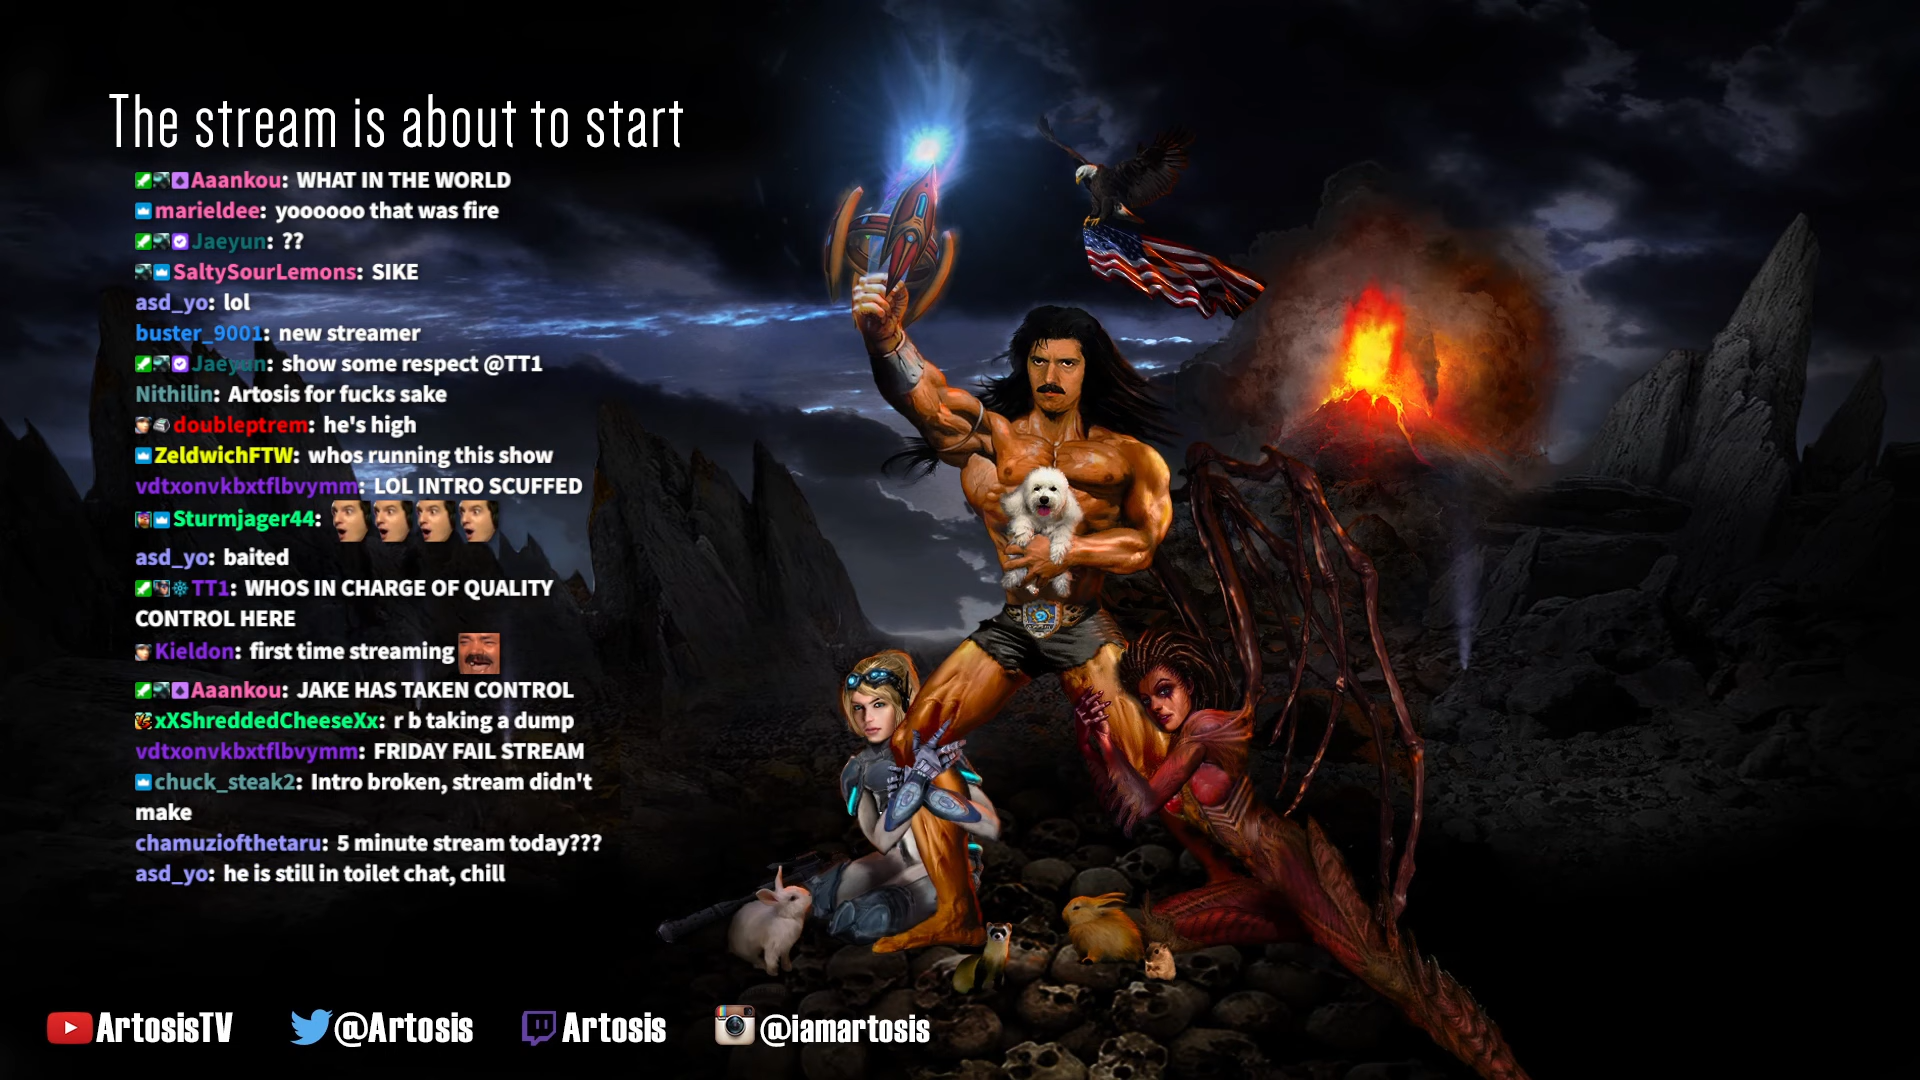 The stream is about to start
Aaankou: WHAT IN THE WORLD
marieldee: yoooooo that was fire
Jaeyun: ??
SaltySourLemons: SIKE
asd_yo: lol
buster_9001: new streamer
Jaeyun: show some respect @TT1
Nithilin: Artosis for fucks sake
doubleptrem: he's high
ZeldwichFTW: whos running this show
vdtxonvkbxtflbvymm: LOL INTRO SCUFFED
Sturmjager44:
asd_yo: baited
TT1: WHOS IN CHARGE OF QUALITY
CONTROL HERE
Kieldon: first time streaming
Aaankou: JAKE HAS TAKEN CONTROL
xXShreddedCheeseXx: r b taking a dump
vdtxonvkbxtflbvymm: FRIDAY FAIL STREAM
chuck_steak2: Intro broken, stream didn't
make
chamuziofthetaru: 5 minute stream today???
asd_yo: he is still in toilet chat, chill
ArtosisTV @Artosis Artosis @iamartosis